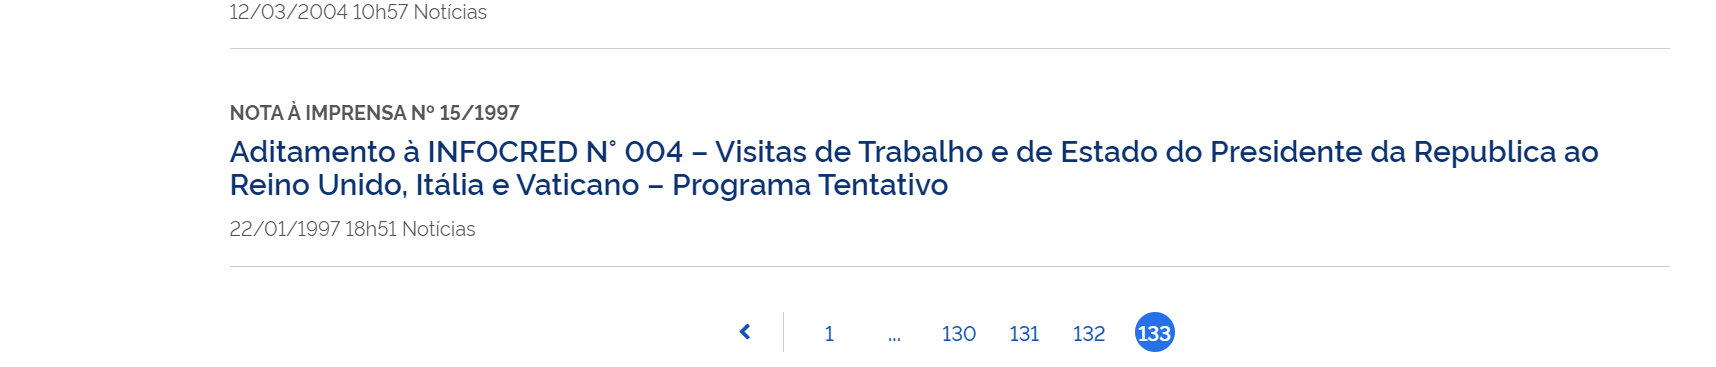 12/03/2004 10h57 Notícias
NOTA À IMPRENSA Nº 15/1997
Aditamento à INFOCRED N° 004 – Visitas de Trabalho e de Estado do Presidente da Republica ao
Reino Unido, Itália e Vaticano – Programa Tentativo
22/01/1997 18h51 Notícias
1 ... 130 131 132 133